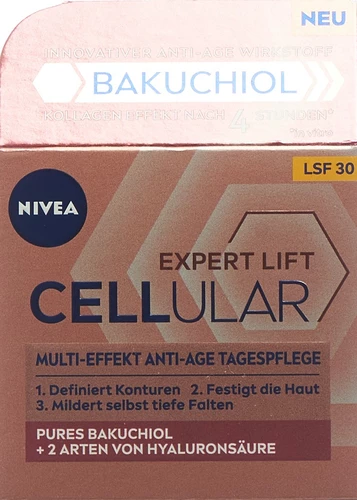 NEU
INNOVATIVER ANTI-AGE WIRKSTOFF
BAKUCHIOL
KOLLAGEN EFFEKT NACH 4 STUNDEN*
*in vitro
LSF 30
NIVEA
EXPERT LIFT
CELLULAR
MULTI-EFFEKT ANTI-AGE TAGESPFLEGE
1. Definiert Konturen 2. Festigt die Haut
3. Mildert selbst tiefe Falten
PURES BAKUCHIOL
+ 2 ARTEN VON HYALURONSÄURE